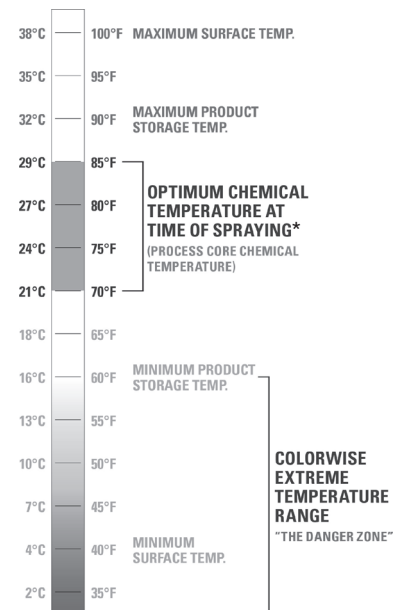 38°C 100°F MAXIMUM SURFACE TEMP.
35°C 95°F
32°C 90°F MAXIMUM PRODUCT
STORAGE TEMP.
29°C 85°F
27°C 80°F
24°C 75°F
21°C 70°F
OPTIMUM CHEMICAL
TEMPERATURE AT
TIME OF SPRAYING*
(PROCESS CORE CHEMICAL
TEMPERATURE)
18°C 65°F
16°C 60°F MINIMUM PRODUCT
STORAGE TEMP.
13°C 55°F
10°C 50°F
7°C 45°F
4°C 40°F MINIMUM
SURFACE TEMP.
2°C 35°F
COLORWISE
EXTREME
TEMPERATURE
RANGE
"THE DANGER ZONE"